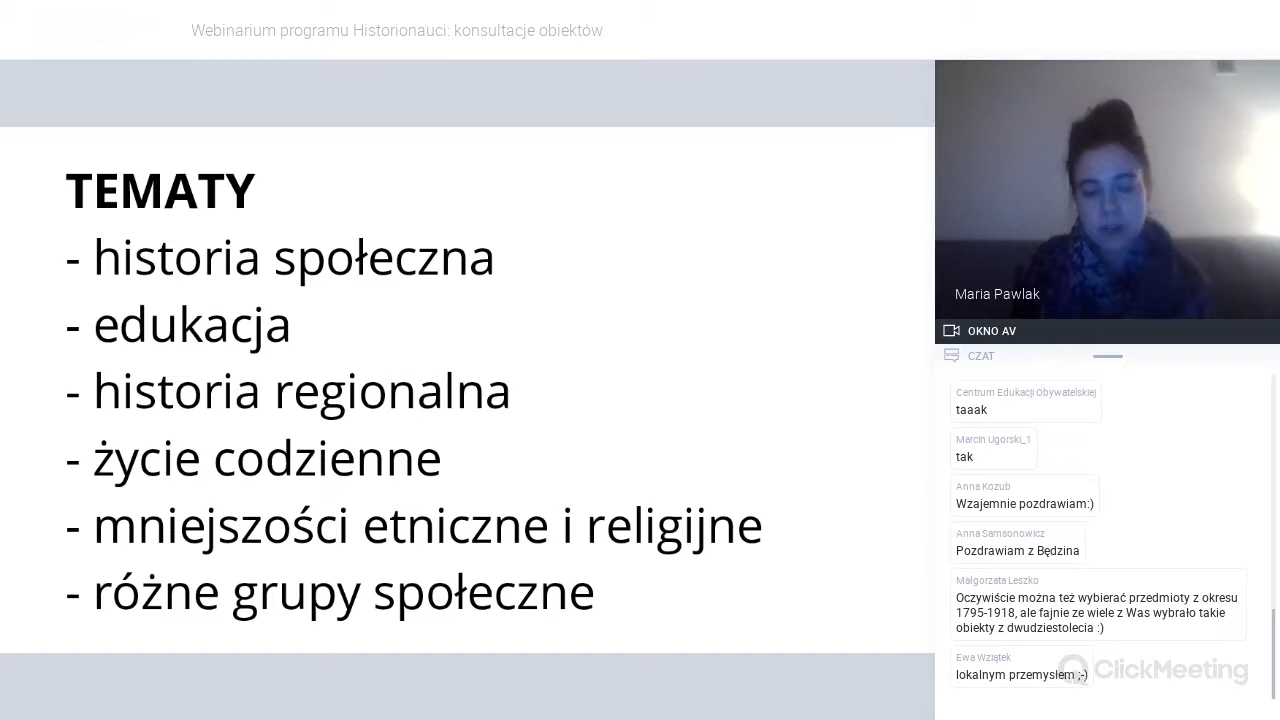 Webinarium programu Historionauci: konsultacje obiektów
TEMATY
- historia społeczna
- edukacja
- historia regionalna
- życie codzienne
- mniejszości etniczne i religijne
- różne grupy społeczne
Maria Pawlak
OKNO AV
CZAT
Centrum Edukacji Obywatelskiej
taaak
Marcin Ugorski_1
tak
Anna Kozub
Wzajemnie pozdrawiam:)
Anna Samsonowicz
Pozdrawiam z Będzina
Małgorzata Leszko
Oczywiście można też wybierać przedmioty z okresu
1795-1918, ale fajnie ze wiele z Was wybrało takie
obiekty z dwudziestolecia :)
Ewa Wziątek
lokalnym przemysłem ;-)
ClickMeeting